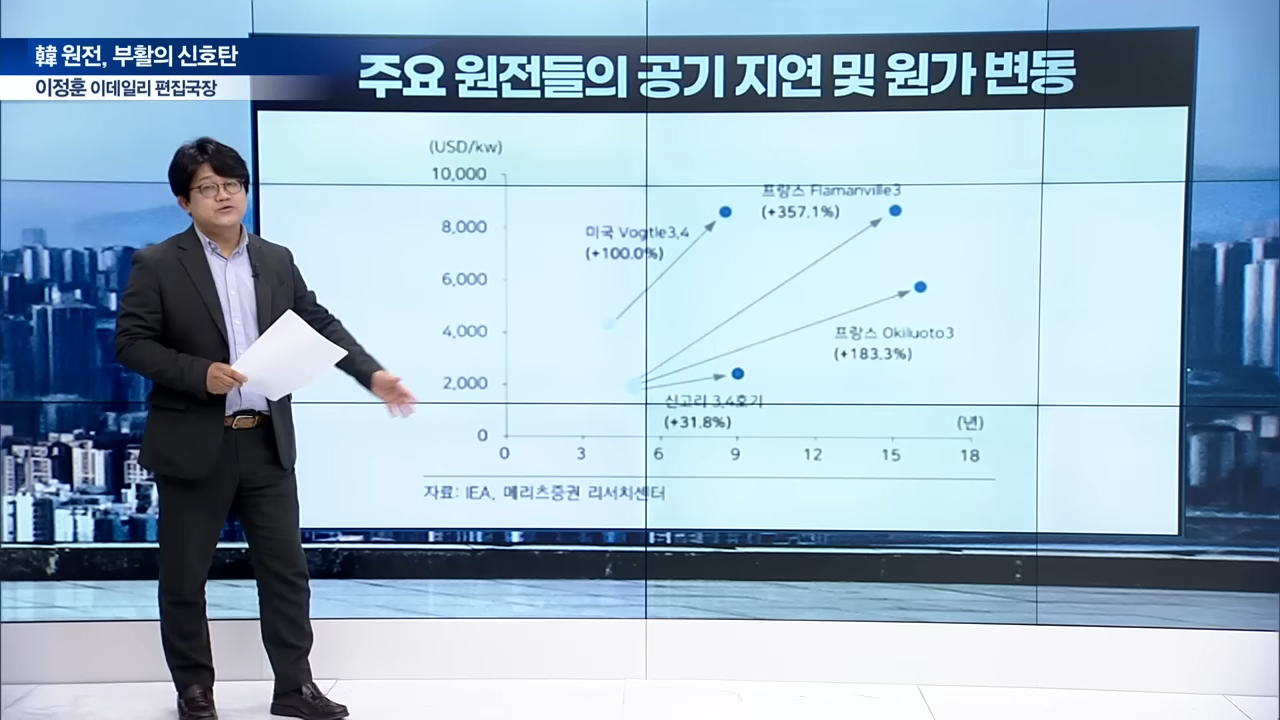 韓 원전, 부활의 신호탄
이정훈 이데일리 편집국장
주요 원전들의 공기 지연 및 원가 변동
(USD/kw)
10,000
8,000
6,000
4,000
2,000
0
0 3 6 9 12 15 18
(년)
미국 Vogtle3,4
(+100.0%)
프랑스 Flamanville3
(+357.1%)
프랑스 Okiluoto3
(+183.3%)
신고리 3,4호기
(+31.8%)
자료: IEA, 메리츠증권 리서치센터